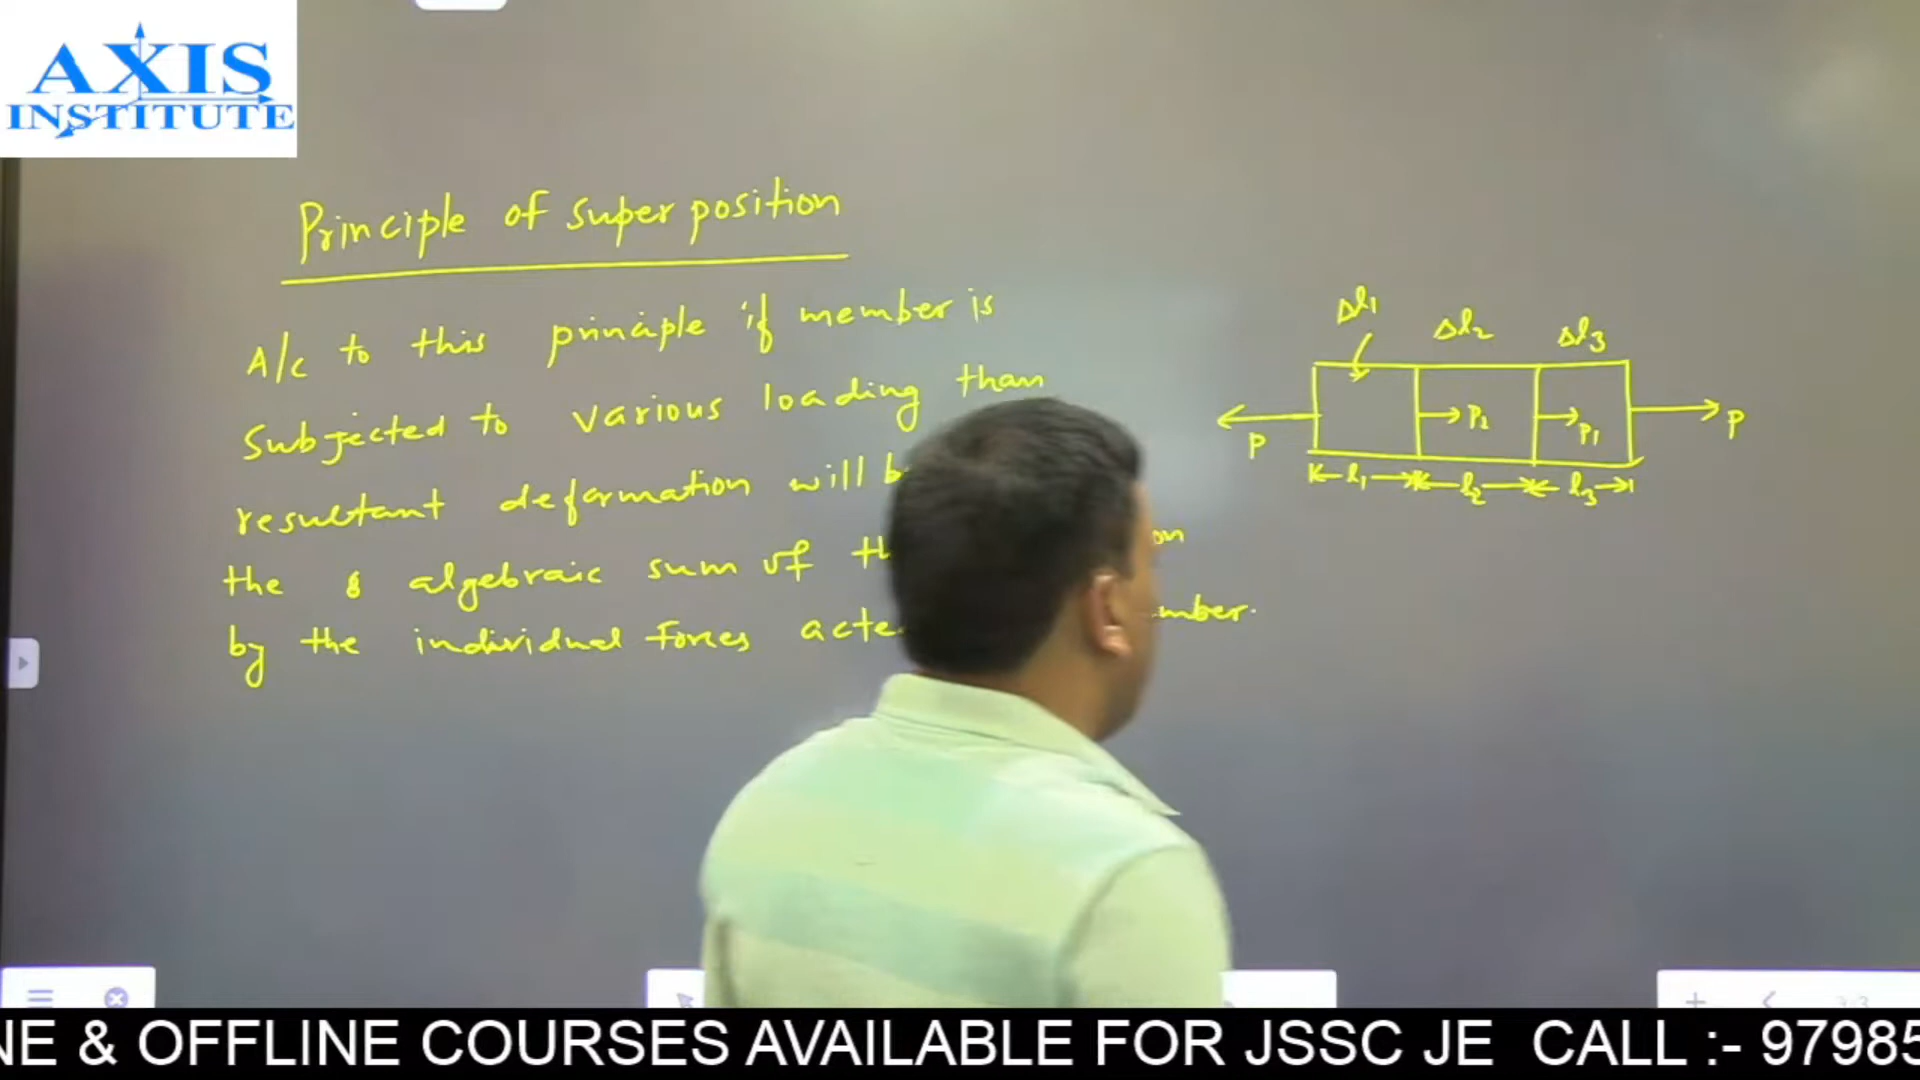 AXIS
INSTITUTE
Principle of super position
A/c to this principle if member is
Subjected to various loading than
resultant deformation will
the algebraic sum of
by the individual Forces
Δl1 Δl2 Δl3
P P2 P1 P
l1 l2 l3
NE & OFFLINE COURSES AVAILABLE FOR JSSC JE CALL :- 97985